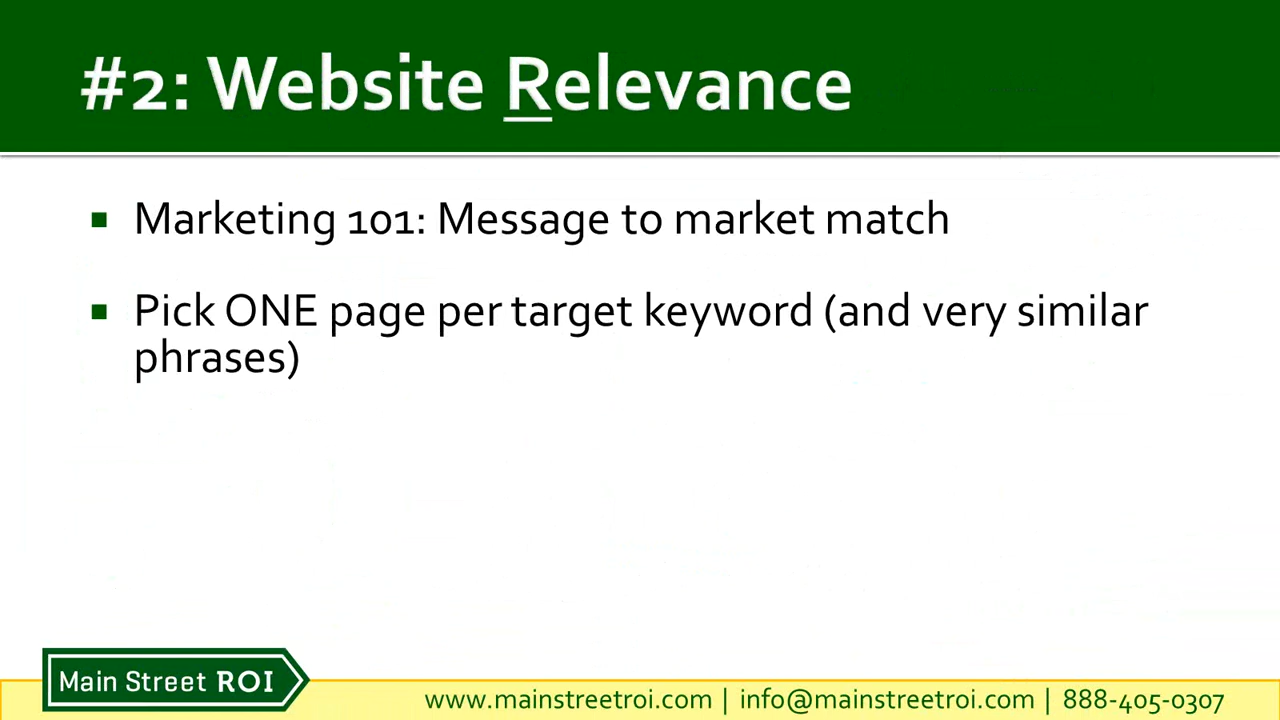 #2: Website Relevance
Marketing 101: Message to market match
Pick ONE page per target keyword (and very similar
phrases)
Main Street ROI
www.mainstreetroi.com | info@mainstreetroi.com | 888-405-0307